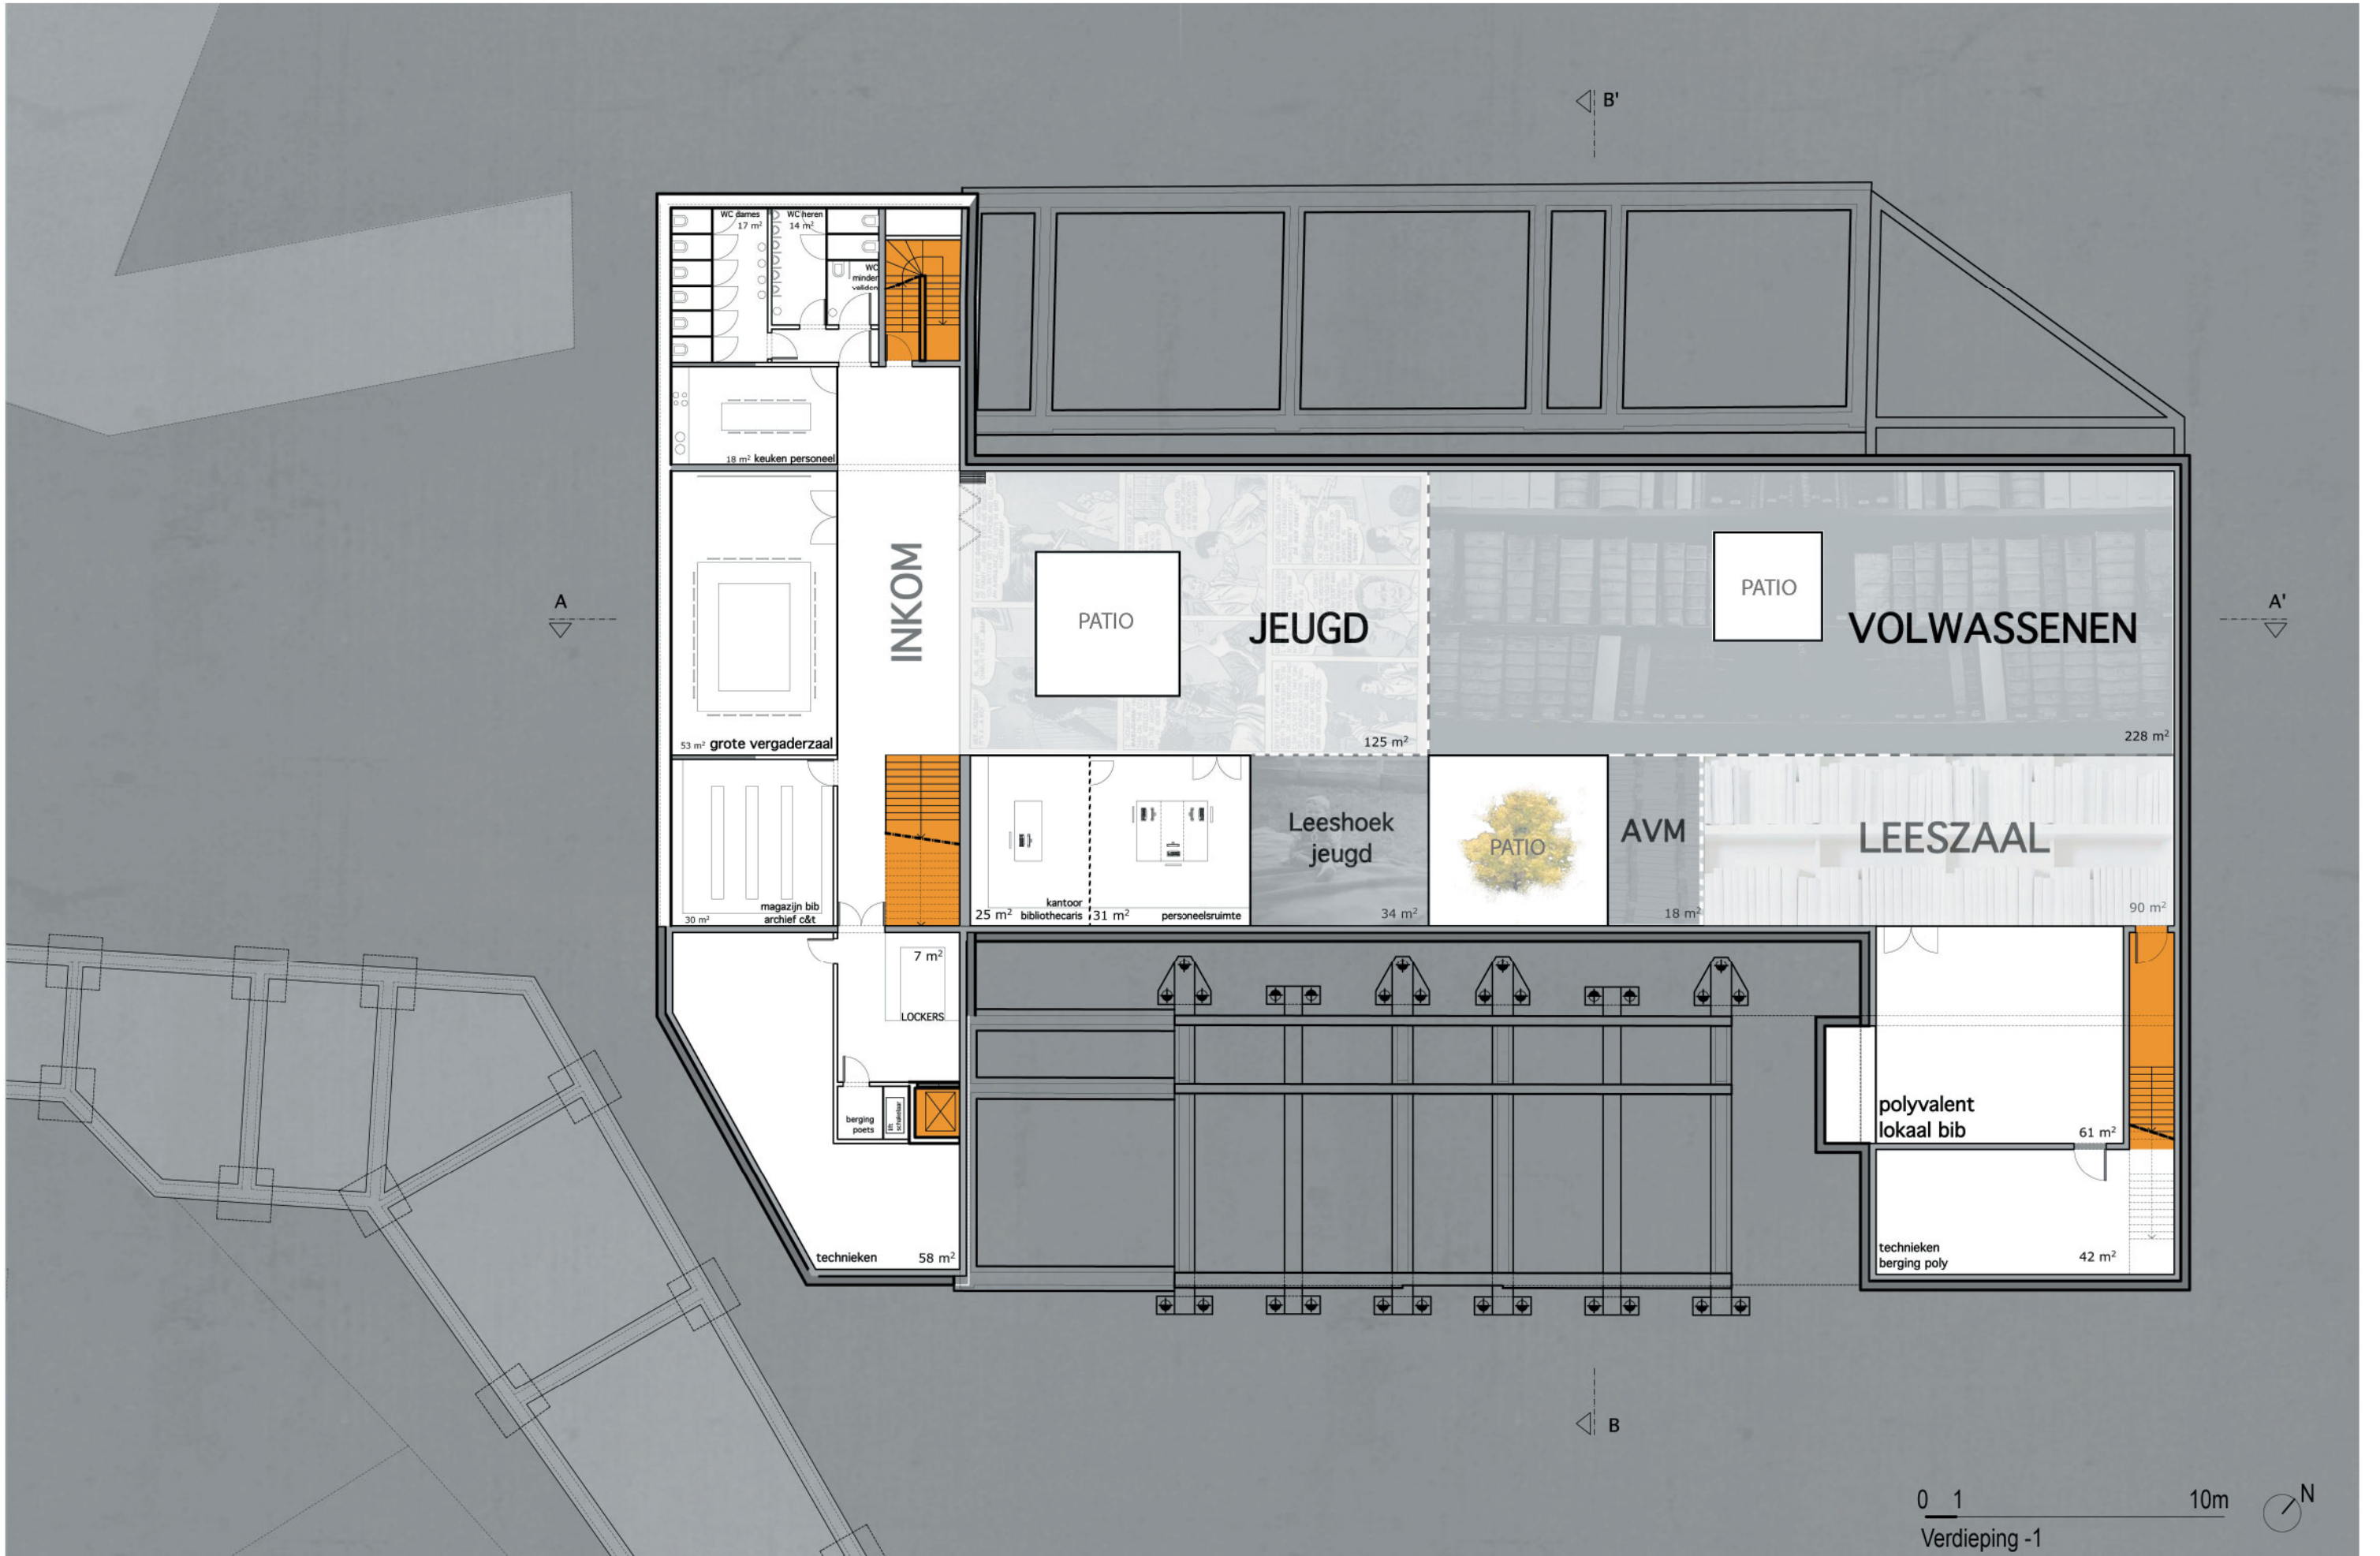 B'
WC dames
17 m²
WC heren
14 m²
WC
minder
validen
18 m² keuken personeel
INKOM
PATIO
JEUGD
125 m²
PATIO
VOLWASSENEN
228 m²
A
A'
53 m² grote vergaderzaal
magazijn bib
archief c&t
30 m²
25 m²
kantoor
bibliothecaris
31 m²
personeelsruimte
Leeshoek
jeugd
34 m²
PATIO
AVM
18 m²
LEESZAAL
90 m²
7 m²
LOCKERS
berging
poets
lift
schakelaar
technieken 58 m²
polyvalent
lokaal bib 61 m²
technieken
berging poly 42 m²
B
0 1 10m
N
Verdieping -1